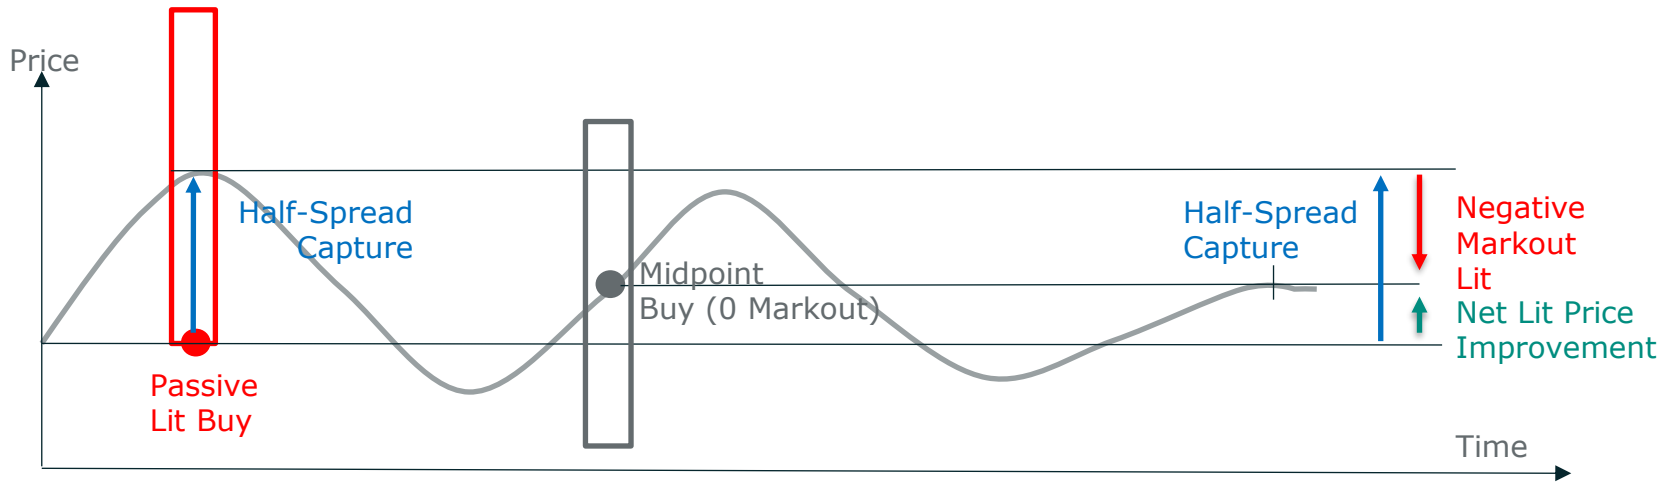 Price
Half-Spread
Capture
Passive
Lit Buy
Midpoint
Buy (0 Markout)
Half-Spread
Capture
Negative
Markout
Lit
Net Lit Price
Improvement
Time